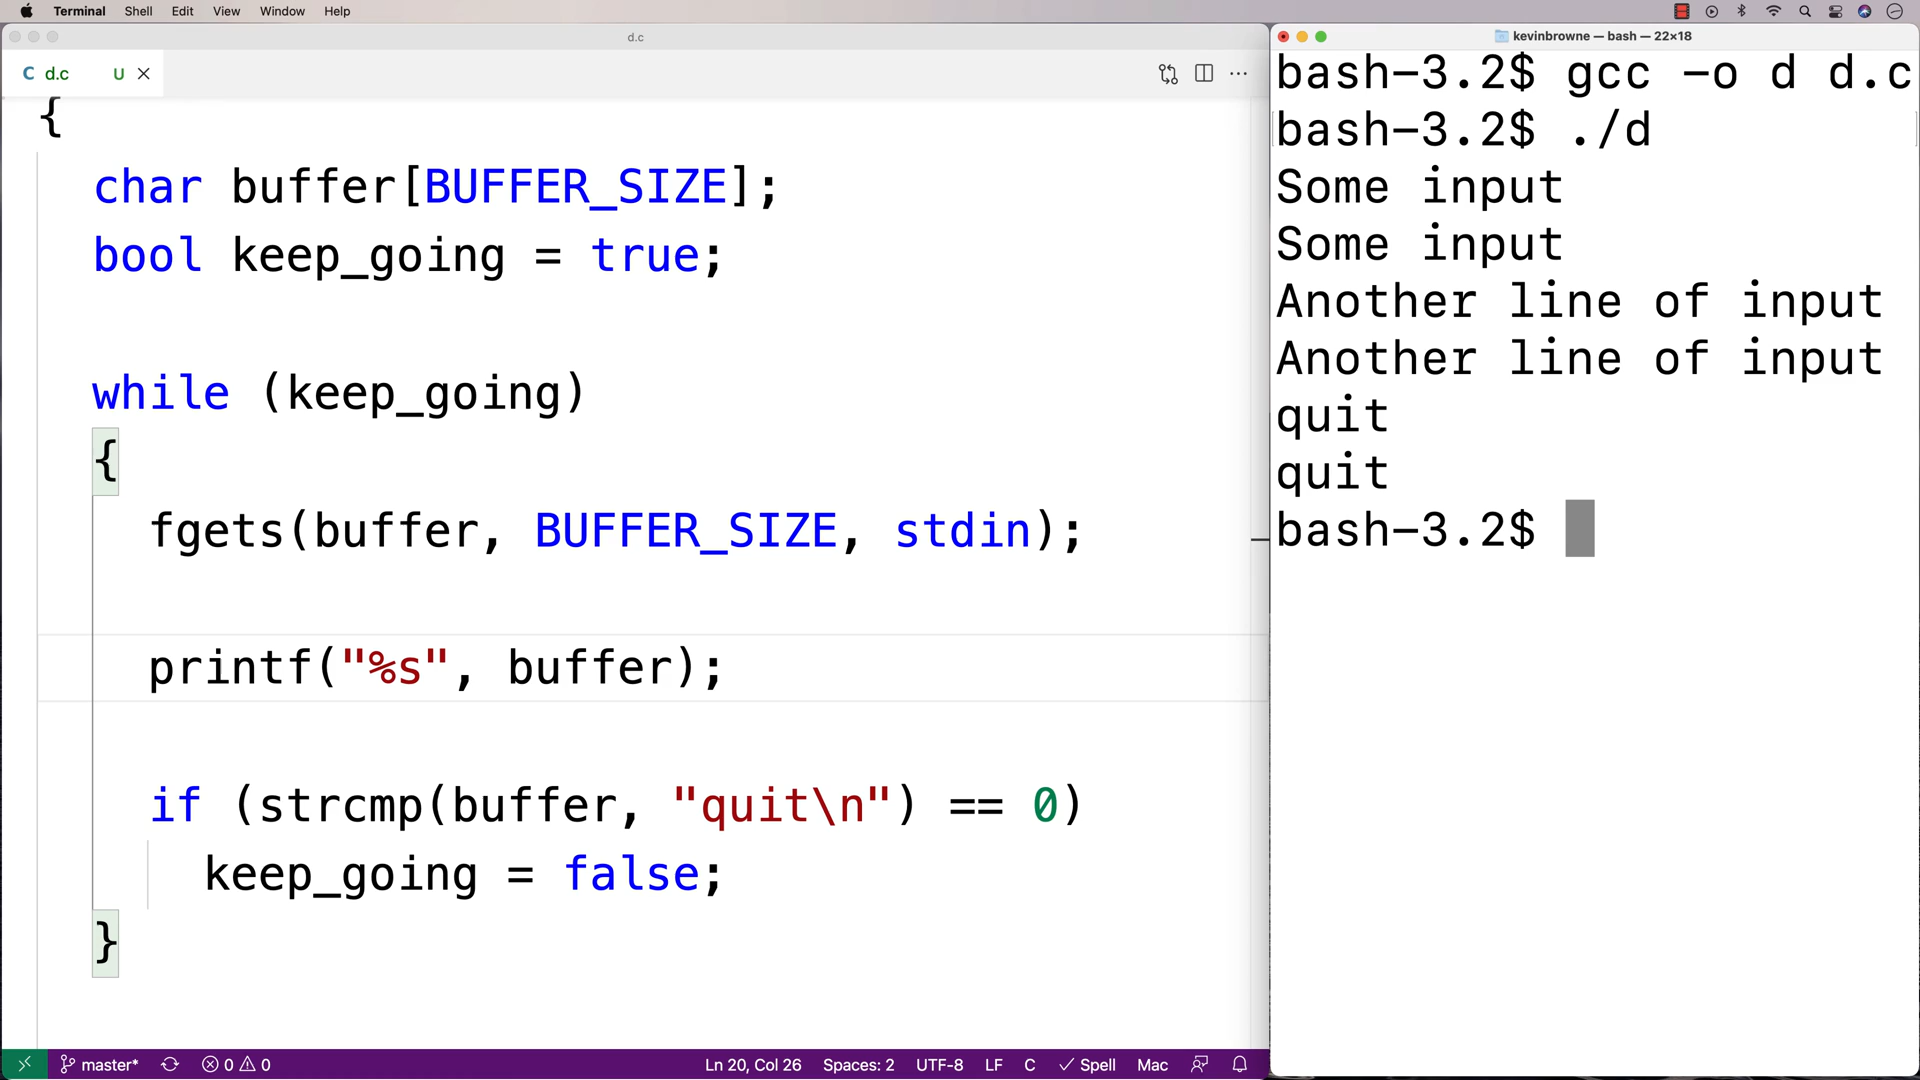 Terminal Shell Edit View Window Help
d.c
C d.c U
{
char buffer[BUFFER_SIZE];
bool keep_going = true;
while (keep_going)
{
fgets(buffer, BUFFER_SIZE, stdin);
printf("%s", buffer);
if (strcmp(buffer, "quit\n") == 0)
keep_going = false;
}
master* 0 0 Ln 20, Col 26 Spaces: 2 UTF-8 LF C Spell Mac
kevinbrowne — bash — 22×18
bash-3.2$ gcc -o d d.c
bash-3.2$ ./d
Some input
Some input
Another line of input
Another line of input
quit
quit
bash-3.2$